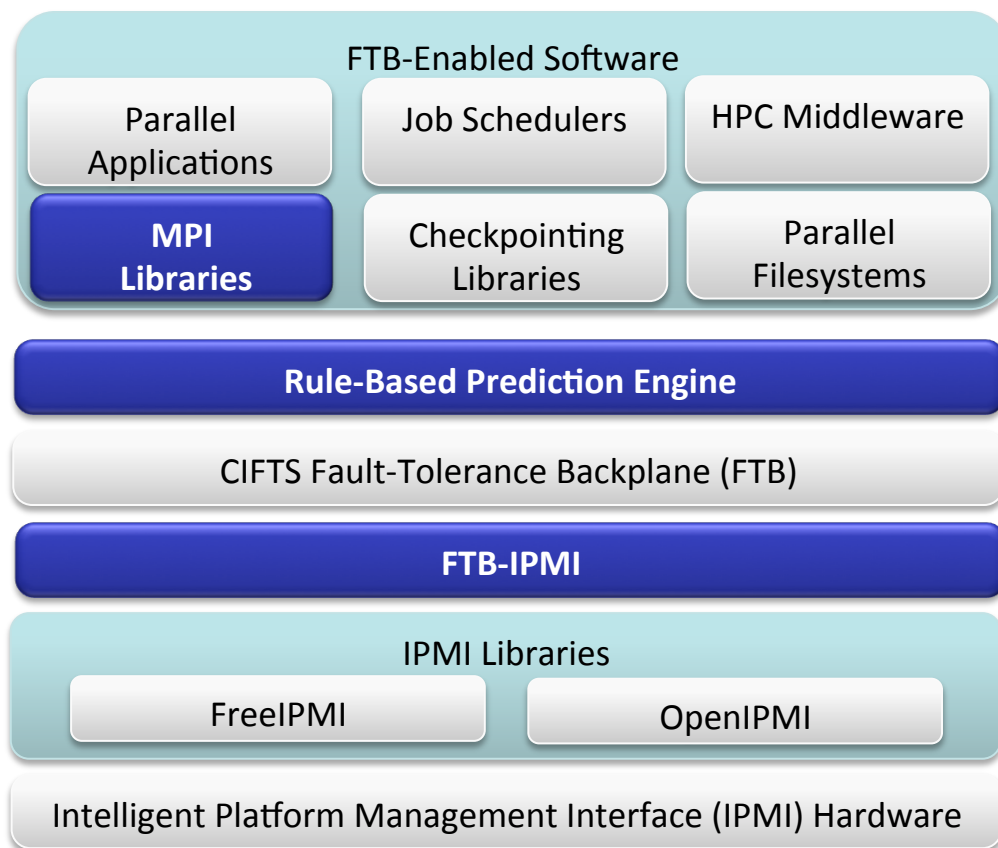 FTB-Enabled Software
Parallel
Applications
Job Schedulers
HPC Middleware
MPI
Libraries
Checkpointing
Libraries
Parallel
Filesystems
Rule-Based Prediction Engine
CIFTS Fault-Tolerance Backplane (FTB)
FTB-IPMI
IPMI Libraries
FreeIPMI
OpenIPMI
Intelligent Platform Management Interface (IPMI) Hardware